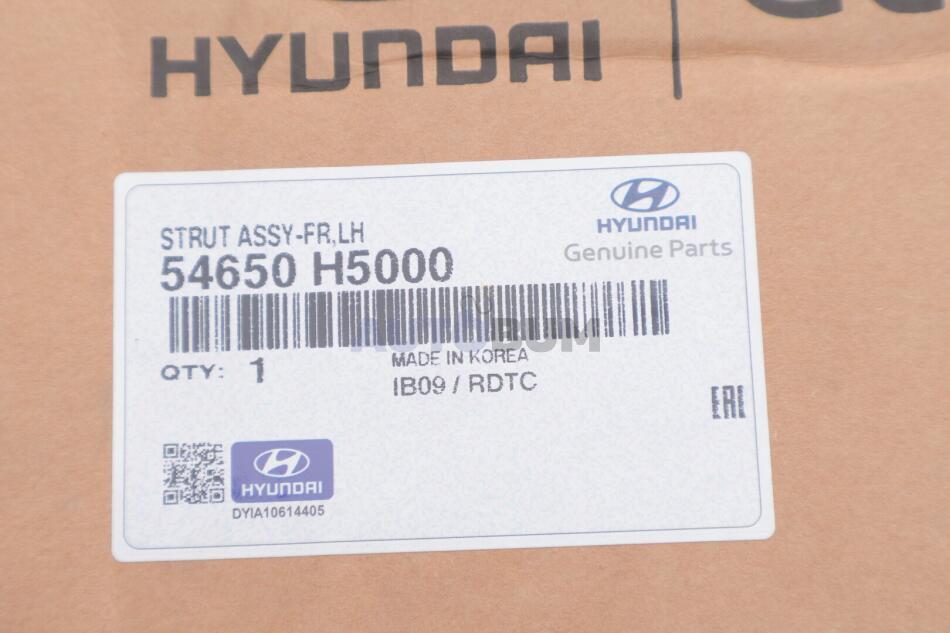 HYUNDAI
STRUT ASSY-FR,LH
54650 H5000
HYUNDAI
Genuine Parts
AUTOBUM
QTY: 1
MADE IN KOREA
IB09 / RDTC
EAC
HYUNDAI
DYIA10614405